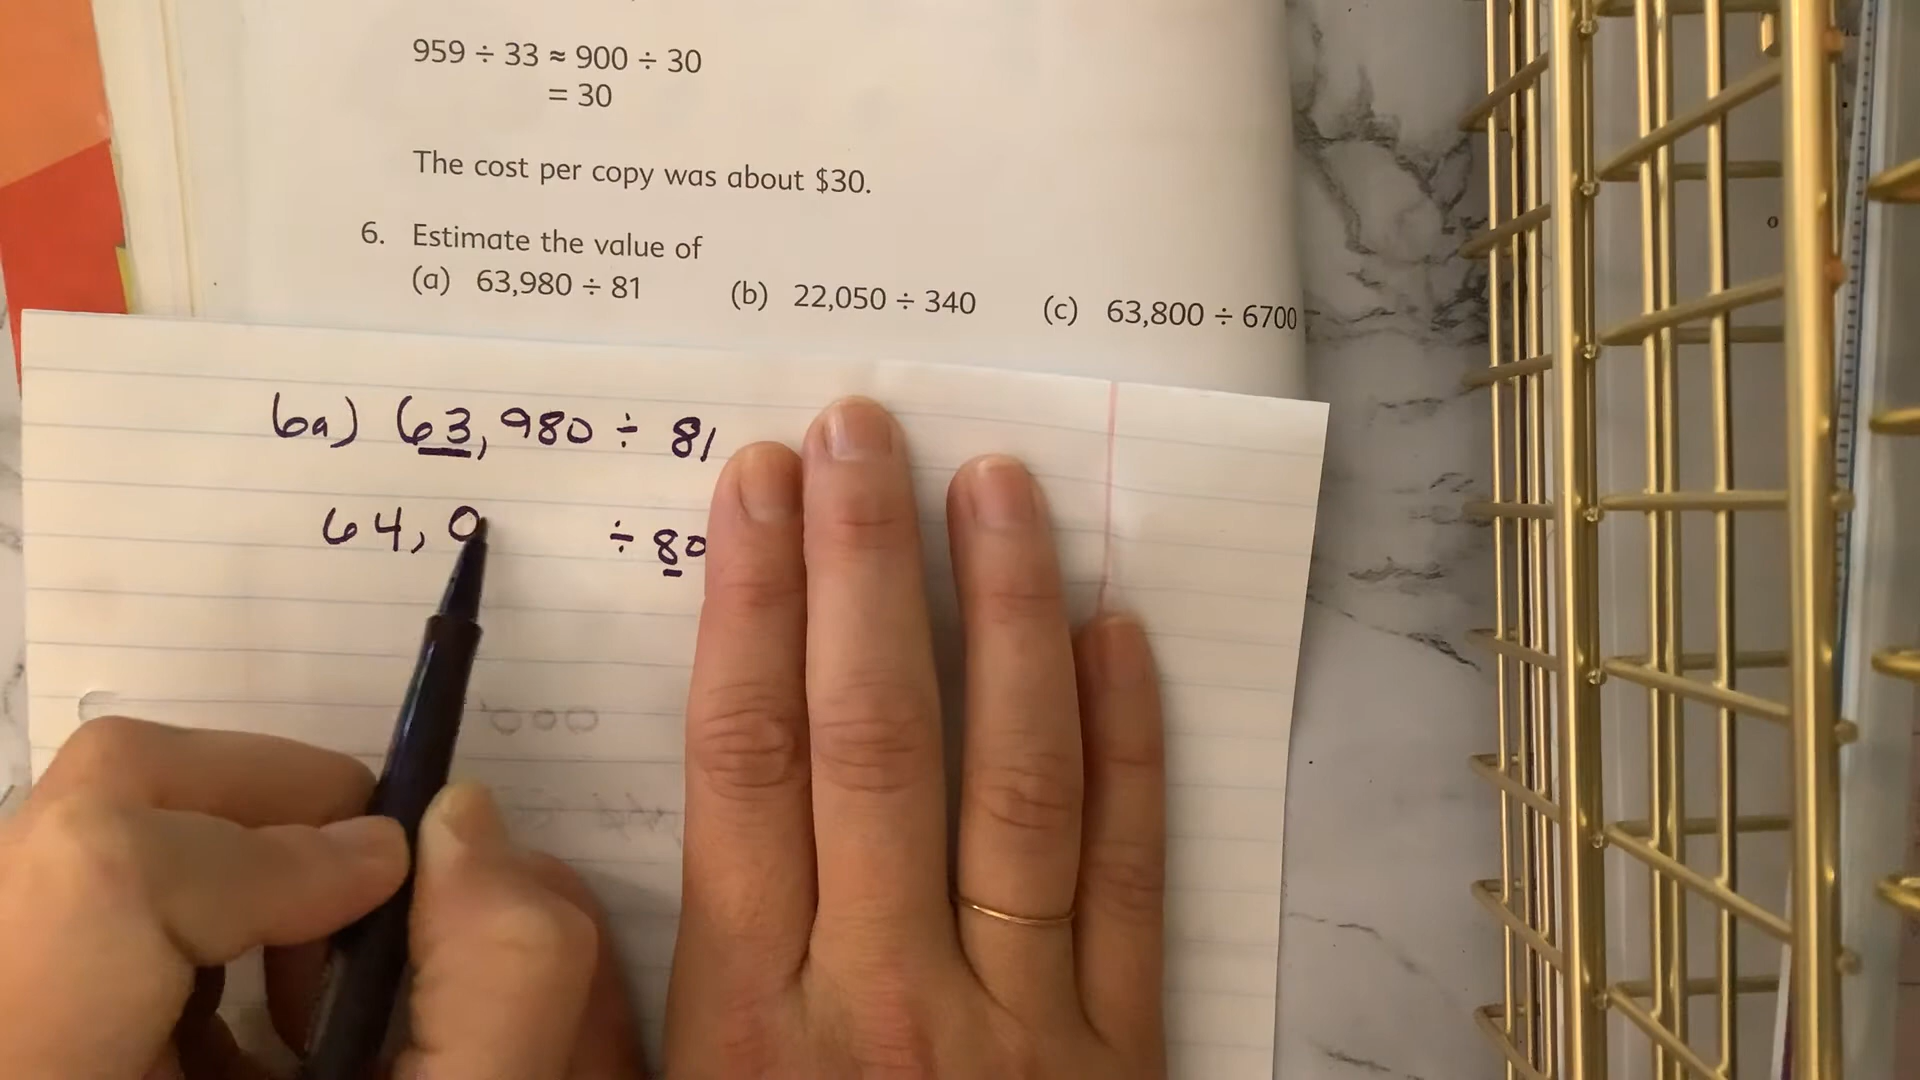 959 ÷ 33 ≈ 900 ÷ 30
= 30
The cost per copy was about $30.
6. Estimate the value of
(a) 63,980 ÷ 81 (b) 22,050 ÷ 340 (c) 63,800 ÷ 6700
6a) 63,980 ÷ 81
64,0 ÷ 80
000